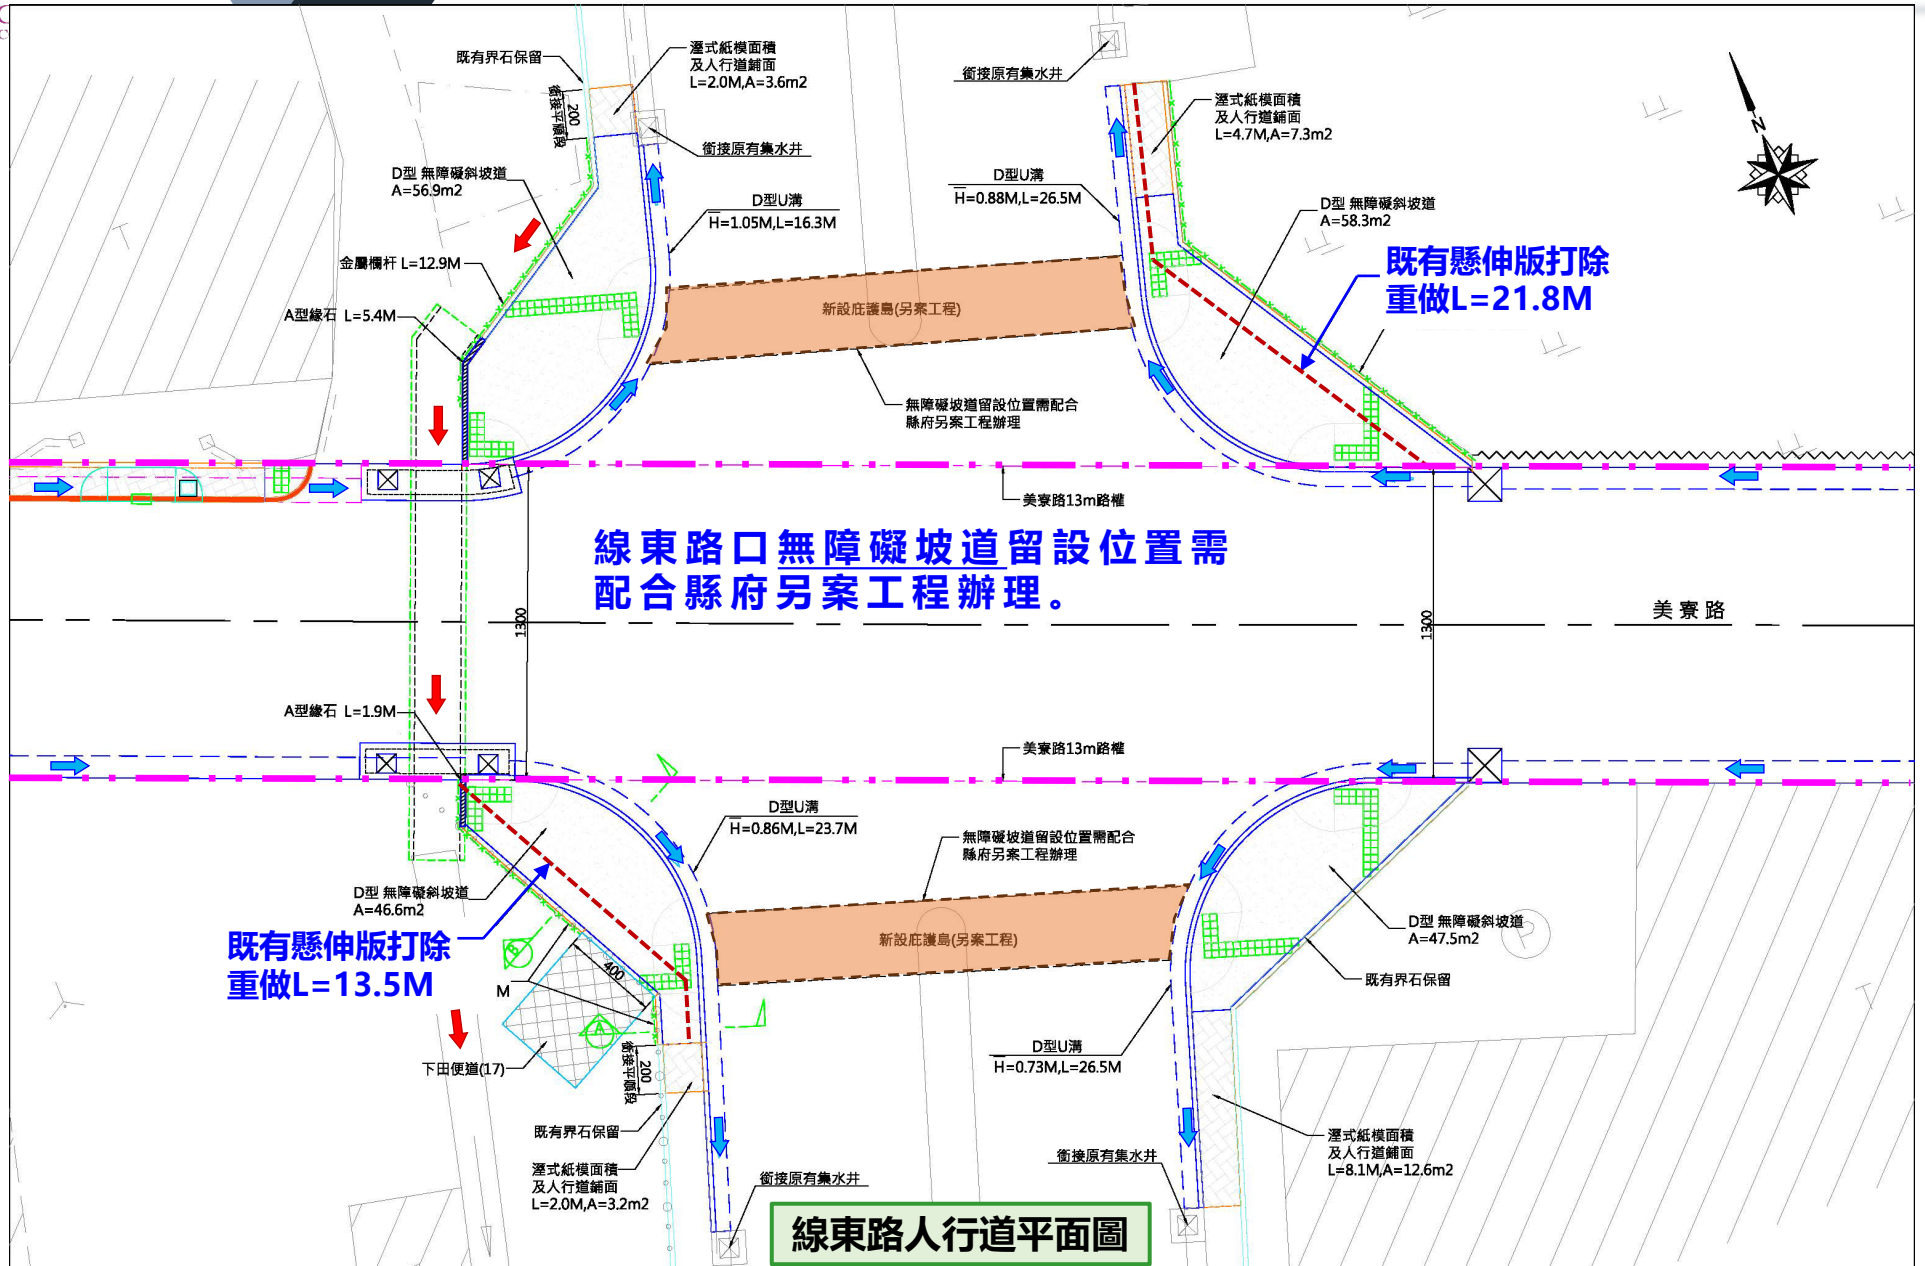 既有界石保留
溼式紙模面積
及人行道鋪面
L=2.0M,A=3.6m2
200
銜接平順段
銜接原有集水井
銜接原有集水井
溼式紙模面積
及人行道鋪面
L=4.7M,A=7.3m2
N
D型 無障礙斜坡道
A=56.9m2
D型U溝
H=1.05M,L=16.3M
D型U溝
H=0.88M,L=26.5M
D型 無障礙斜坡道
A=58.3m2
既有懸伸版打除
重做L=21.8M
金屬欄杆 L=12.9M
A型緣石 L=5.4M
新設庇護島(另案工程)
無障礙坡道留設位置需配合
縣府另案工程辦理
美寮路13m路權
線東路口無障礙坡道留設位置需
配合縣府另案工程辦理。
1300
1300
美寮路
A型緣石 L=1.9M
美寮路13m路權
D型U溝
H=0.86M,L=23.7M
無障礙坡道留設位置需配合
縣府另案工程辦理
D型 無障礙斜坡道
A=46.6m2
既有懸伸版打除
重做L=13.5M
B
400
M
A
新設庇護島(另案工程)
D型 無障礙斜坡道
A=47.5m2
P
既有界石保留
下田便道(17)
200
銜接平順段
D型U溝
H=0.73M,L=26.5M
既有界石保留
溼式紙模面積
及人行道鋪面
L=2.0M,A=3.2m2
銜接原有集水井
銜接原有集水井
溼式紙模面積
及人行道鋪面
L=8.1M,A=12.6m2
線東路人行道平面圖